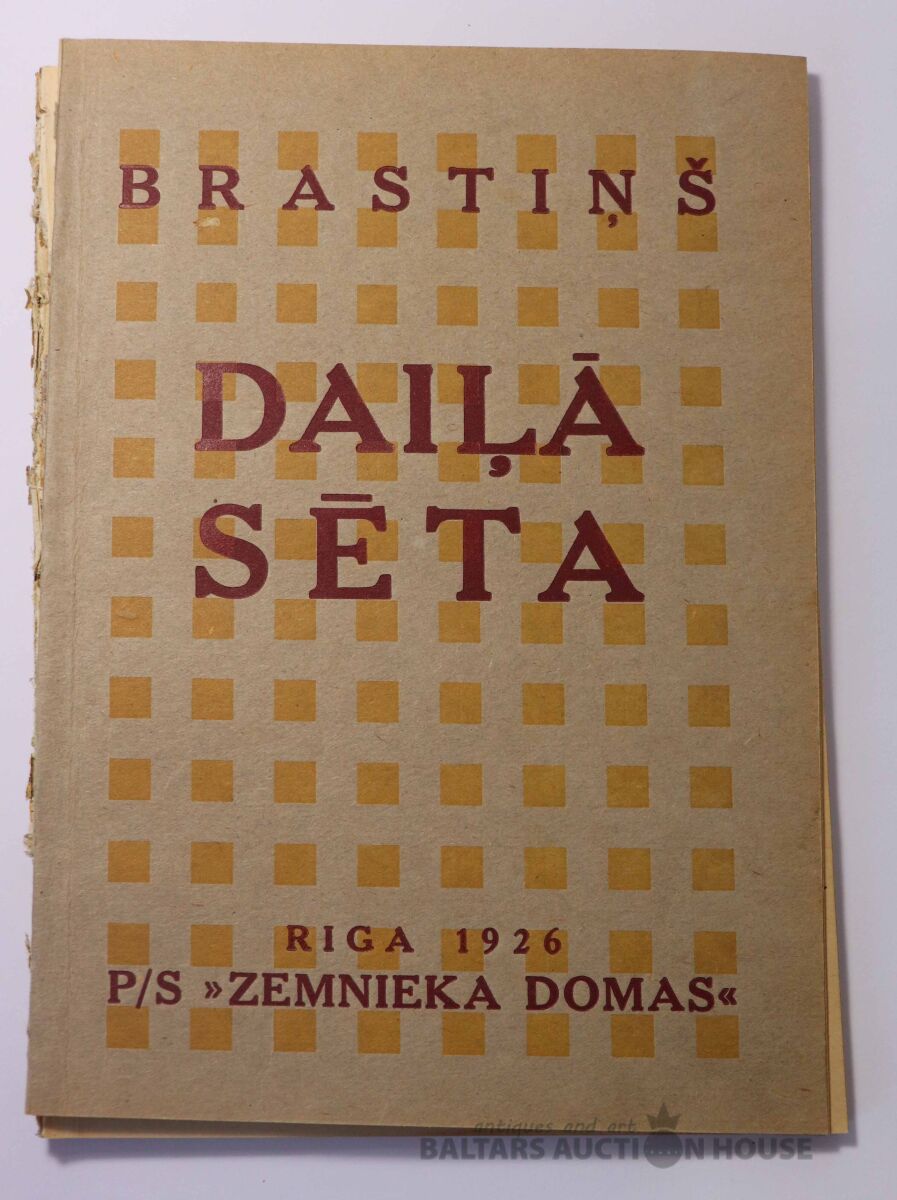 BRASTIŅŠ
DAIĻĀ
SĒTA
RIGA 1926
P/S »ZEMNIEKA DOMAS«
antiques and art
BALTARS AUCTION HOUSE